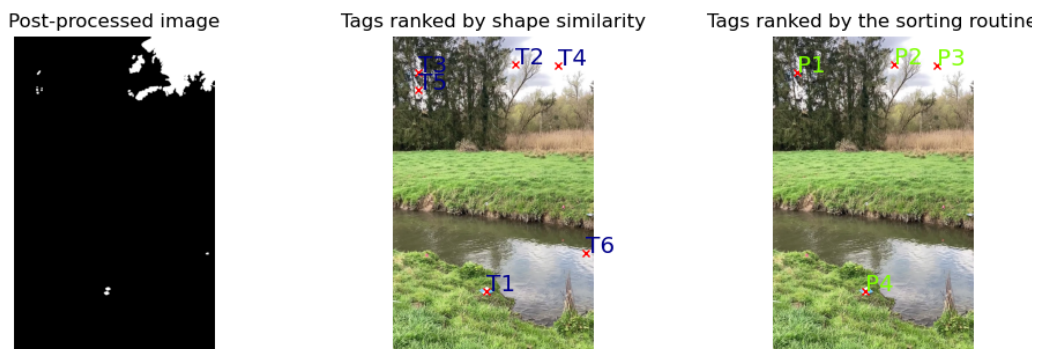 Post-processed image
Tags ranked by shape similarity
Tags ranked by the sorting routine
T3
T2
T4
T5
T6
T1
P1
P2
P3
P4